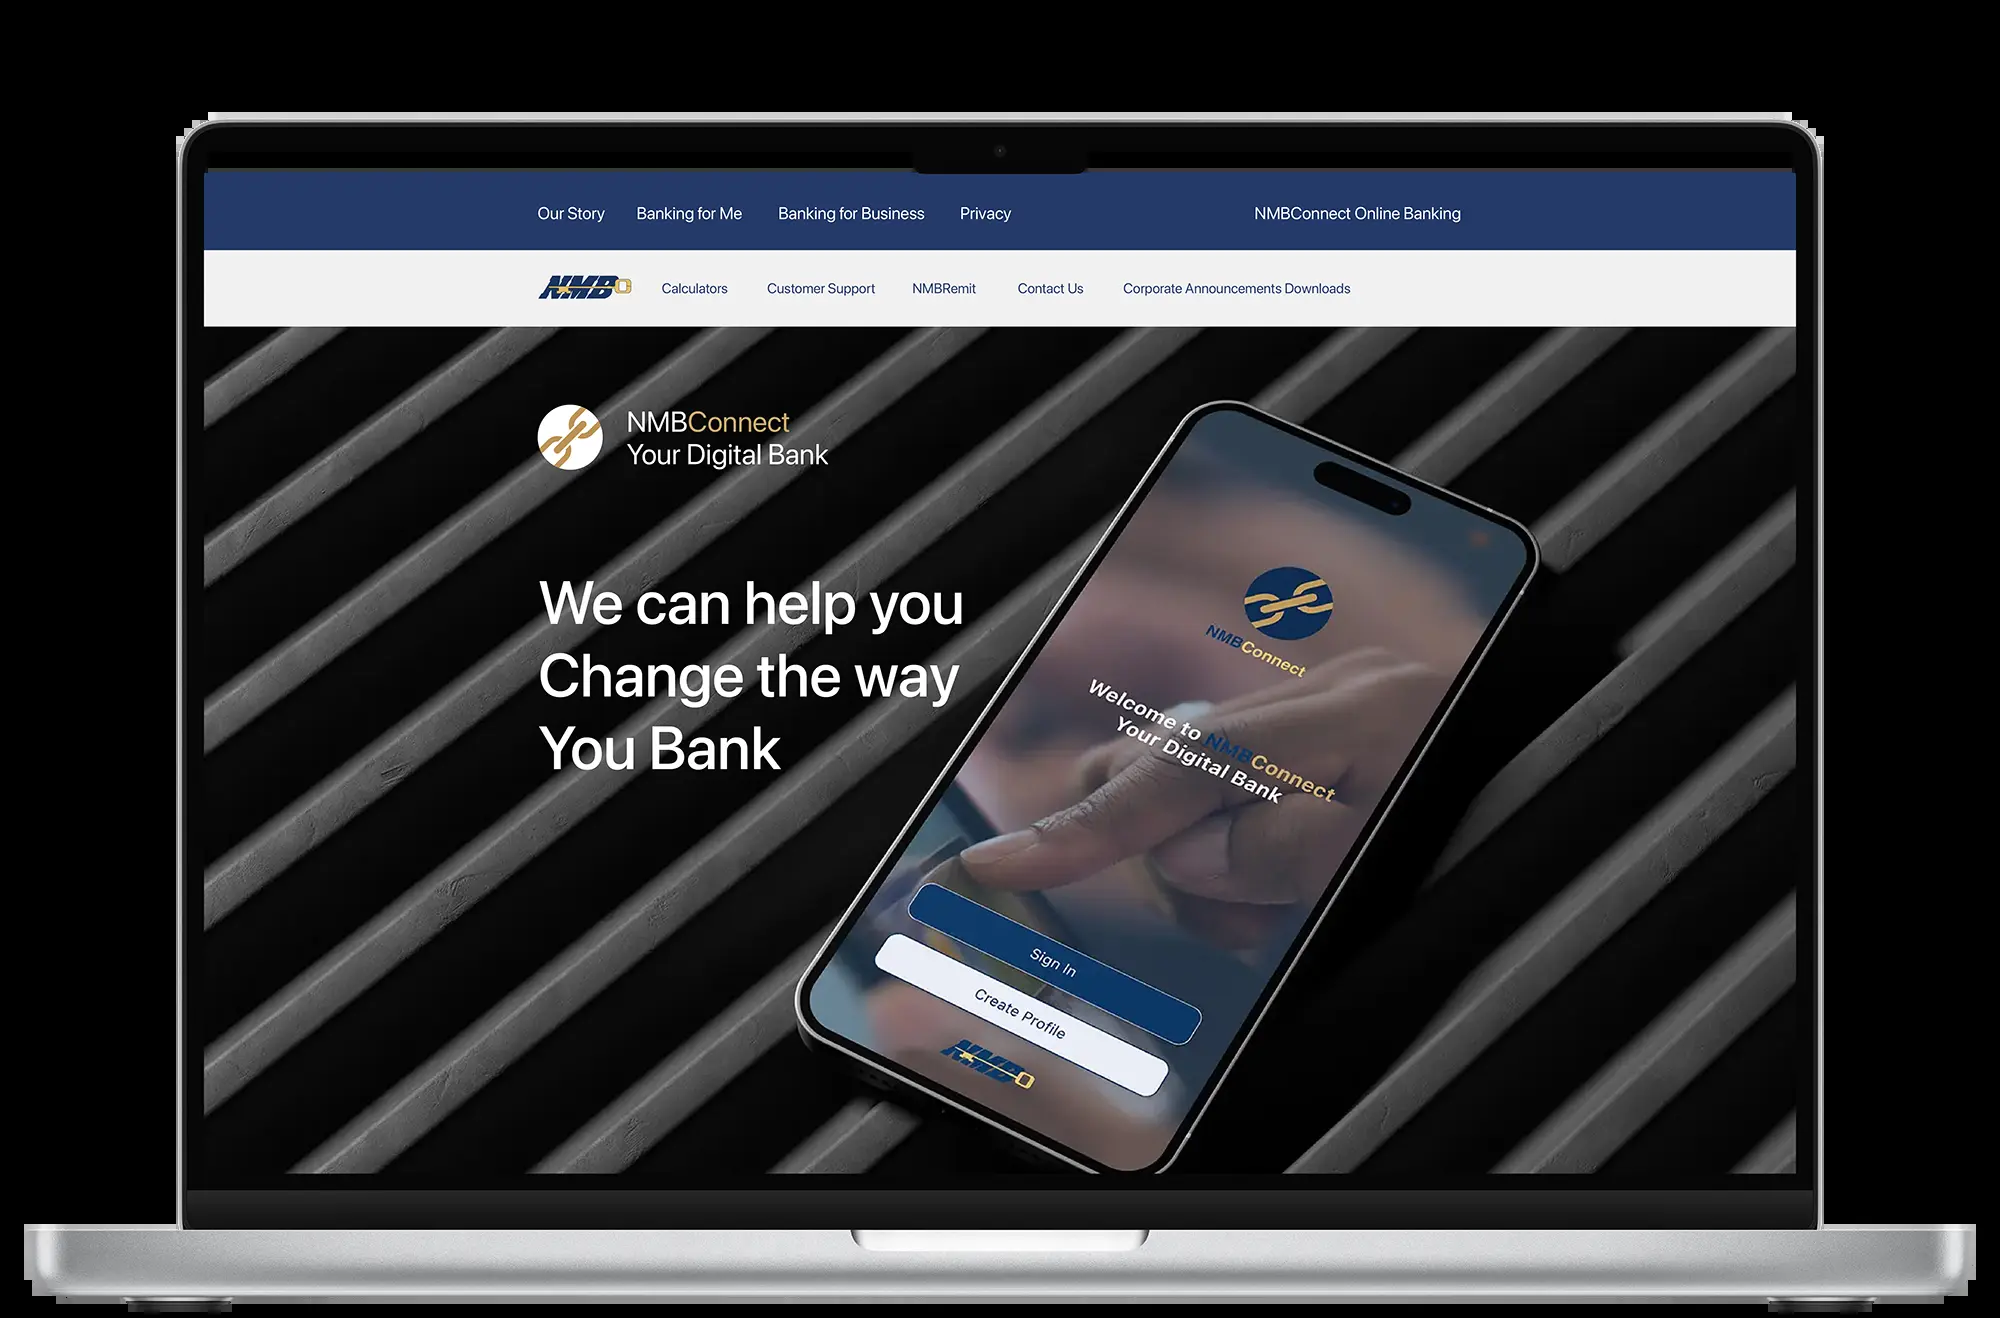 Our Story Banking for Me Banking for Business Privacy NMBConnect Online Banking
NMB Calculators Customer Support NMBRemit Contact Us Corporate Announcements Downloads
NMBConnect
Your Digital Bank
We can help you
Change the way
You Bank
NMBConnect
Welcome to NMBConnect
Your Digital Bank
Sign In
Create Profile
NMB